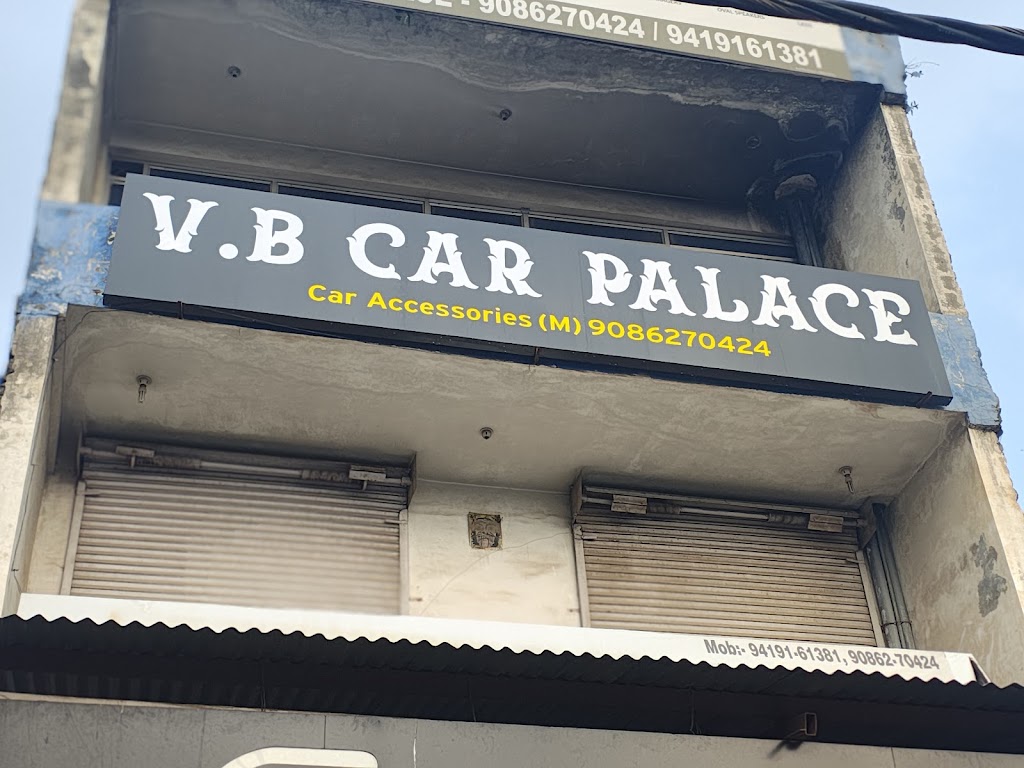 - 9086270424 / 9419161381
V.B CAR PALACE
Car Accessories (M) 9086270424
Mob:- 94191-61381, 90862-70424